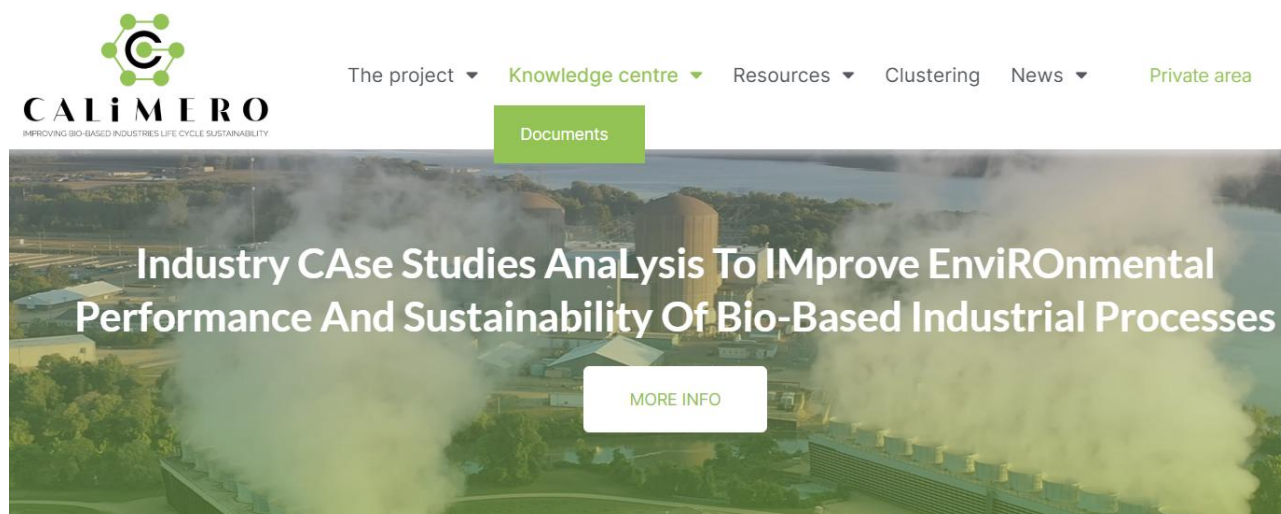 C
CALiMERO
IMPROVING BIO-BASED INDUSTRIES LIFE CYCLE SUSTAINABILITY
The project Knowledge centre Resources Clustering News Private area
Documents
Industry CAse Studies AnaLysis To IMprove EnviROnmental
Performance And Sustainability Of Bio-Based Industrial Processes
MORE INFO